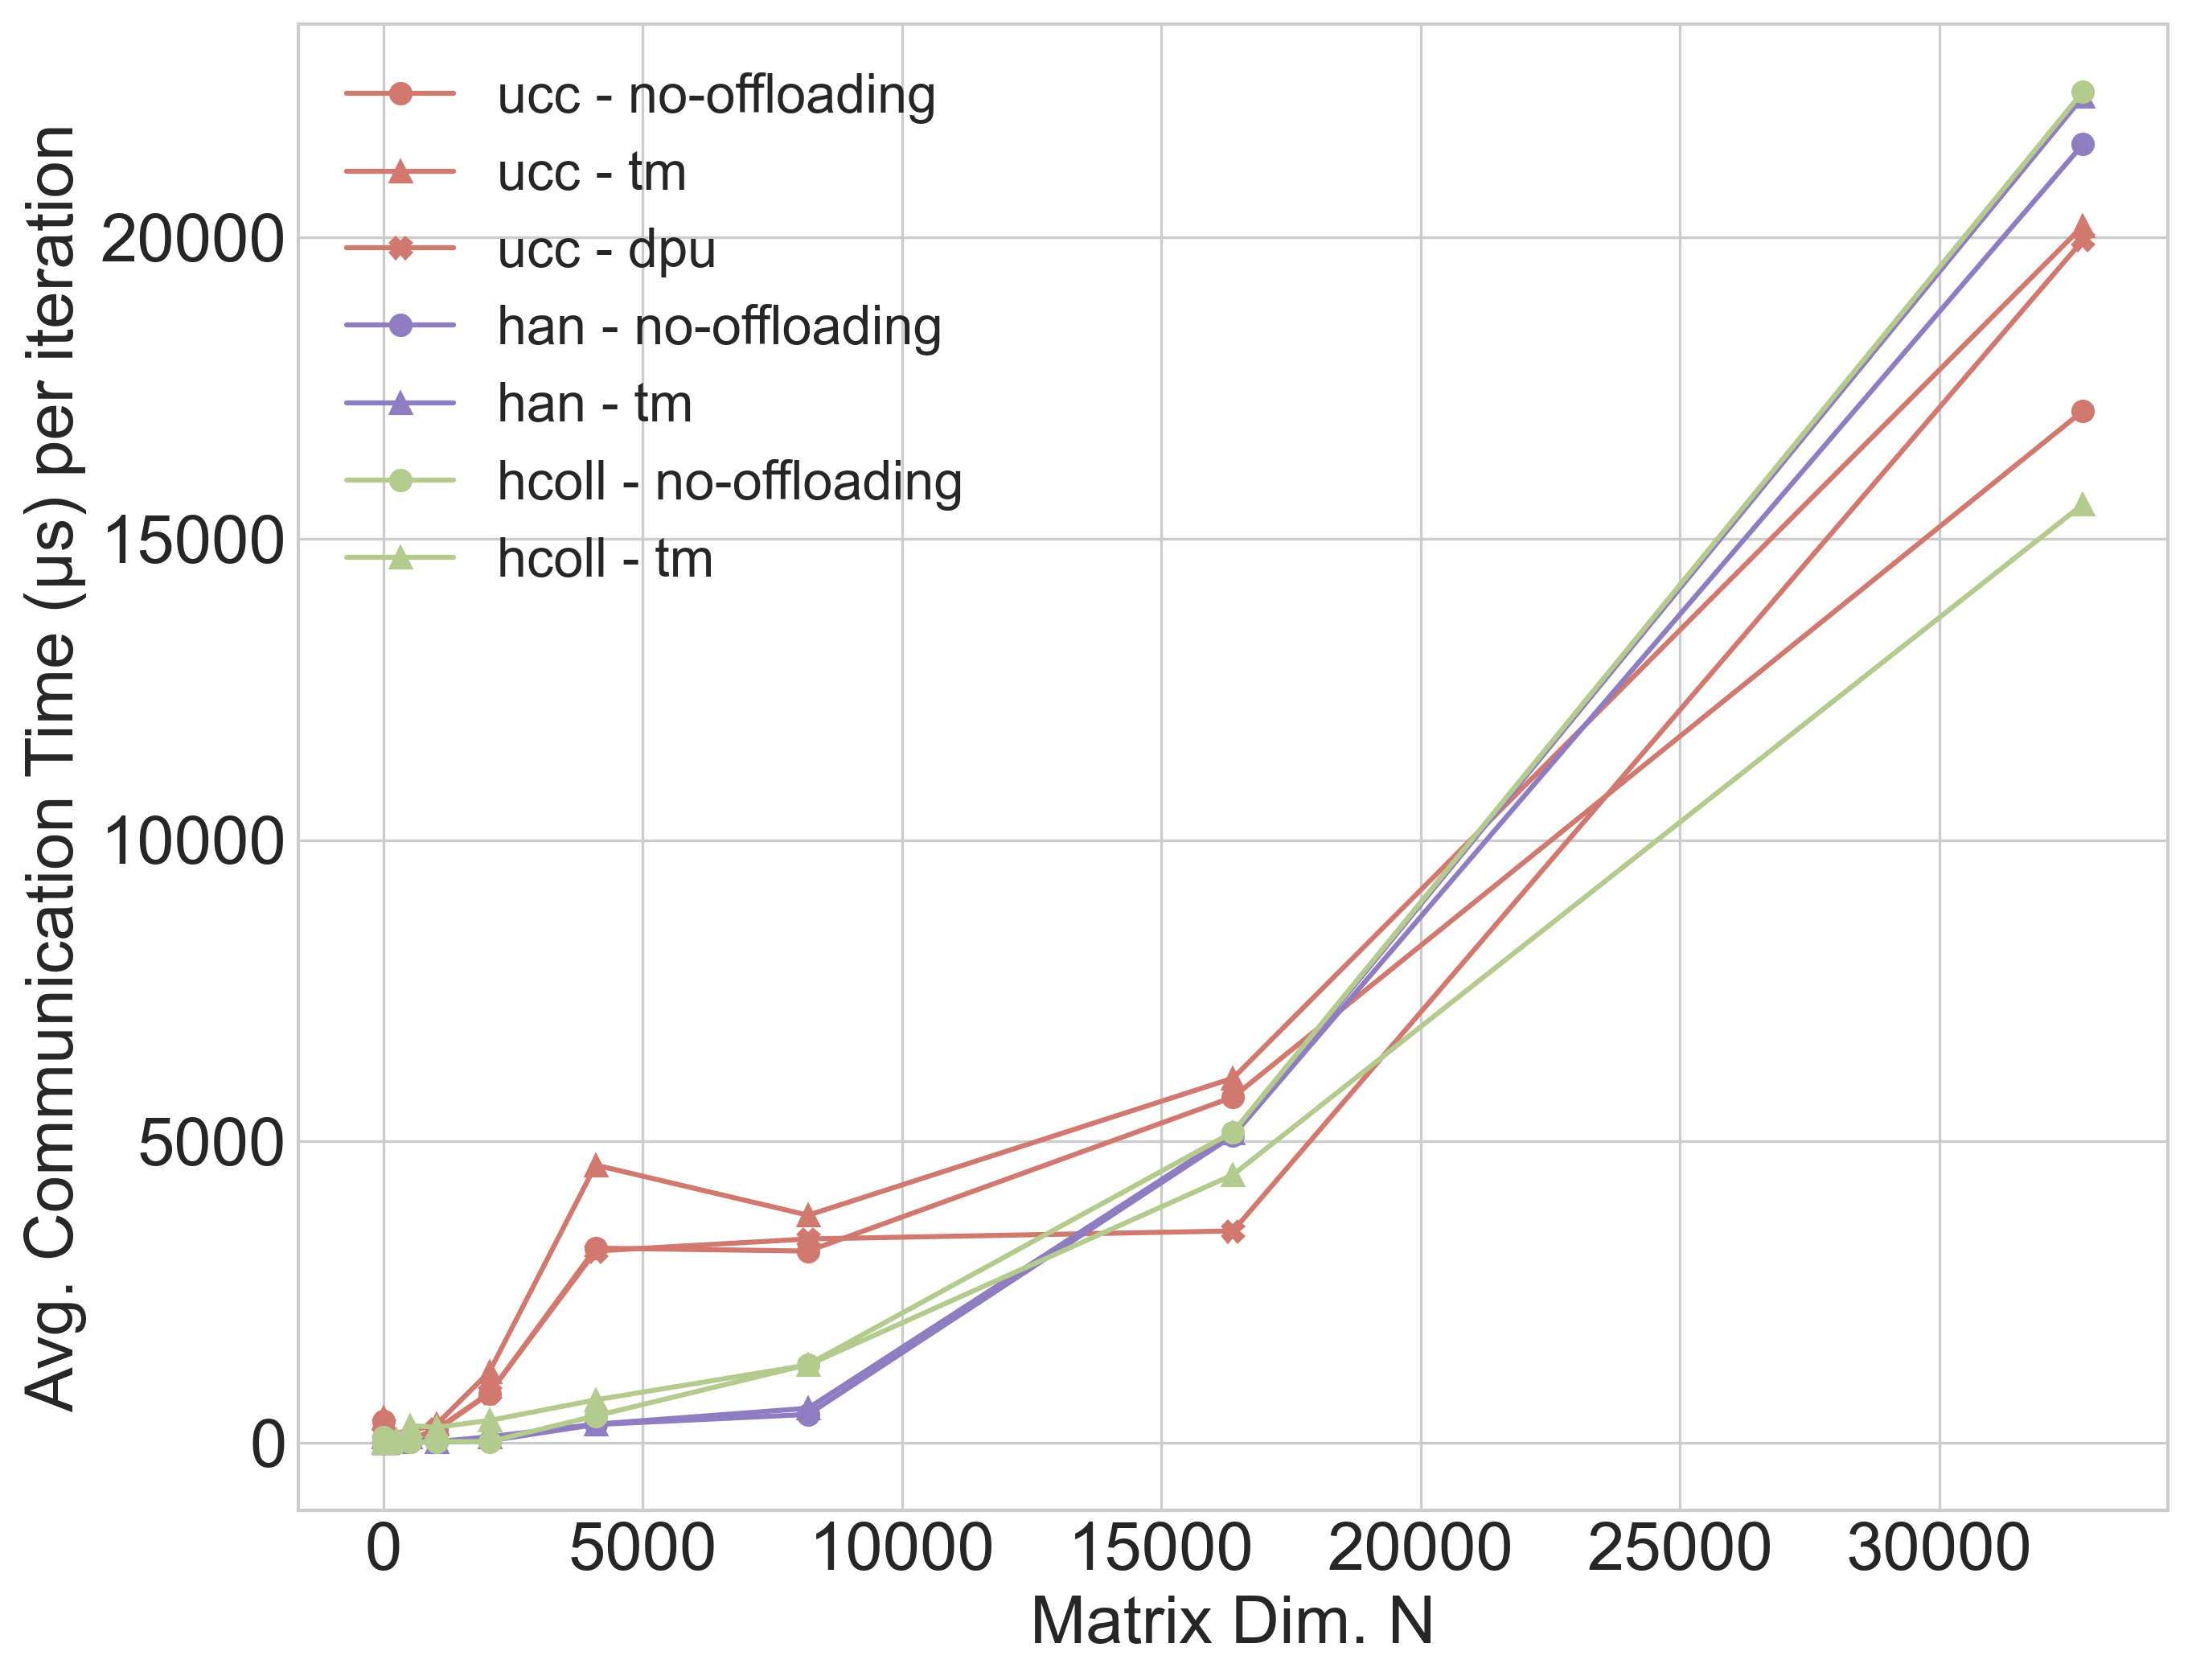 ucc - no-offloading
ucc - tm
ucc - dpu
han - no-offloading
han - tm
hcoll - no-offloading
hcoll - tm
Avg. Communication Time (μs) per iteration
20000
15000
10000
5000
0
0 5000 10000 15000 20000 25000 30000
Matrix Dim. N